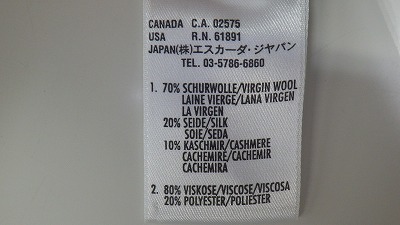 CANADA C.A. 02575
USA R.N. 61891
JAPAN(株)エスカーダ・ジャパン
TEL. 03-5786-6860
1. 70% SCHURWOLLE/VIRGIN WOOL
LAINE VIERGE/LANA VIRGEN
LA VIRGEN
20% SEIDE/SILK
SOIE/SEDA
10% KASCHMIR/CASHMERE
CACHEMIRE/CACHEMIR
CACHEMIRA
2. 80% VISKOSE/VISCOSE/VISCOSA
20% POLYESTER/POLIESTER